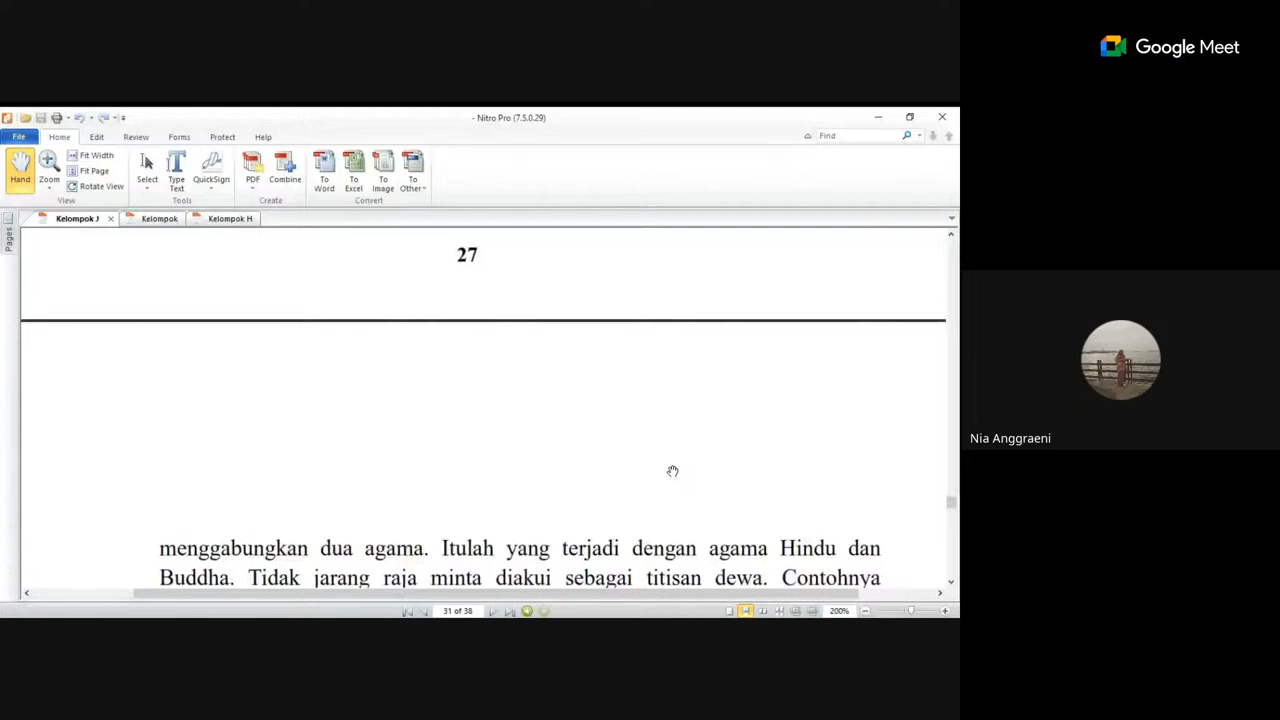 Google Meet
- Nitro Pro (7.5.0.29)
File Home Edit Review Forms Protect Help
Find
Hand Zoom
Fit Width
Fit Page
Rotate View
View
Select Type Text QuickSign
Tools
PDF Combine
Create
To Word To Excel To Image To Other
Convert
Kelompok J Kelompok Kelompok H
Pages
27
menggabungkan dua agama. Itulah yang terjadi dengan agama Hindu dan
Buddha. Tidak jarang raja minta diakui sebagai titisan dewa. Contohnya
31 of 38
200%
Nia Anggraeni